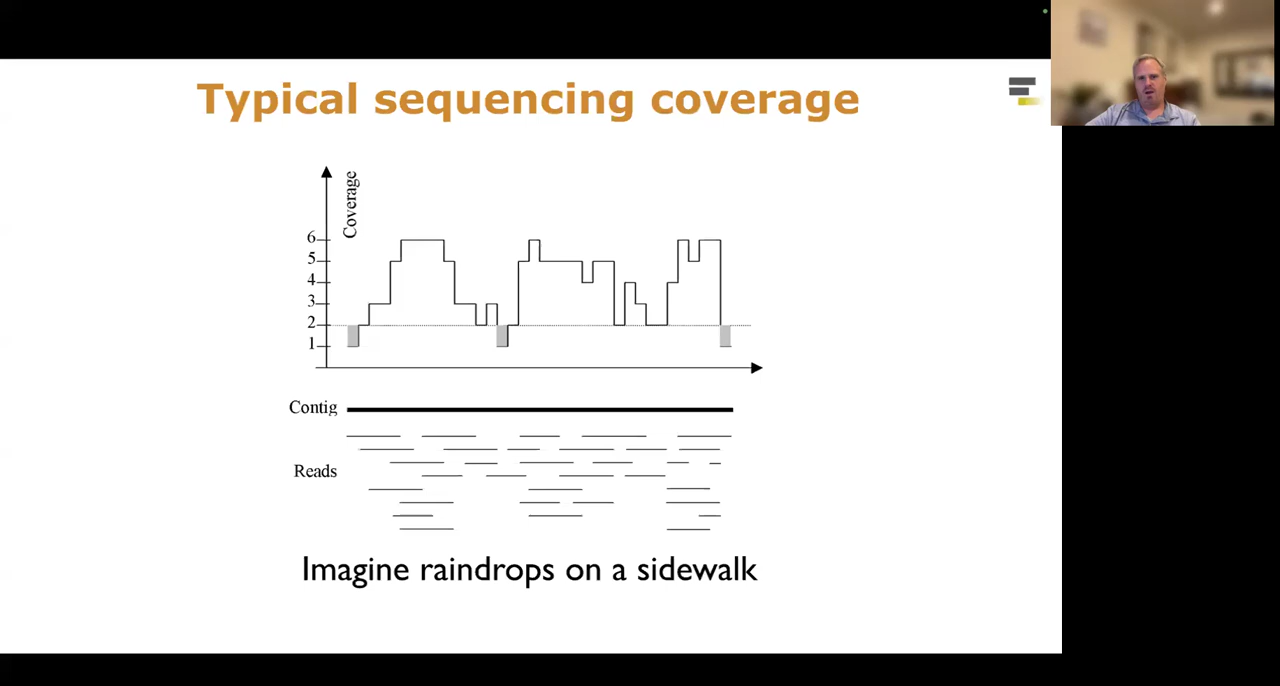 Typical sequencing coverage
Coverage
6
5
4
3
2
1
Contig
Reads
Imagine raindrops on a sidewalk